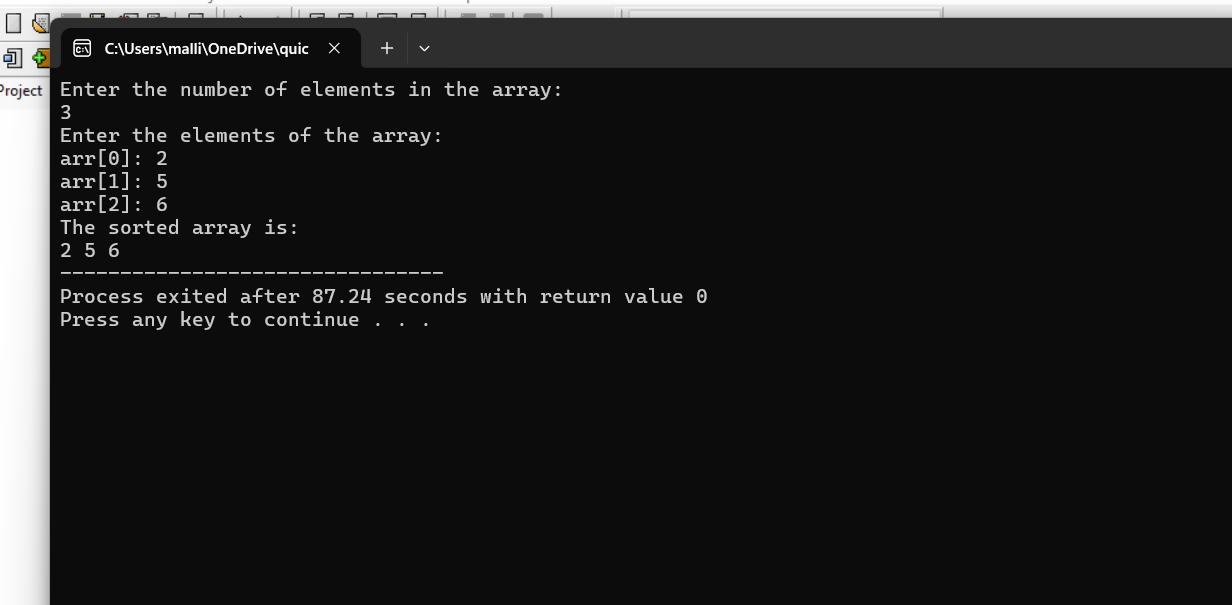 C:\Users\malli\OneDrive\quic
Project
Enter the number of elements in the array:
3
Enter the elements of the array:
arr[0]: 2
arr[1]: 5
arr[2]: 6
The sorted array is:
2 5 6
--------------------------------
Process exited after 87.24 seconds with return value 0
Press any key to continue . . .